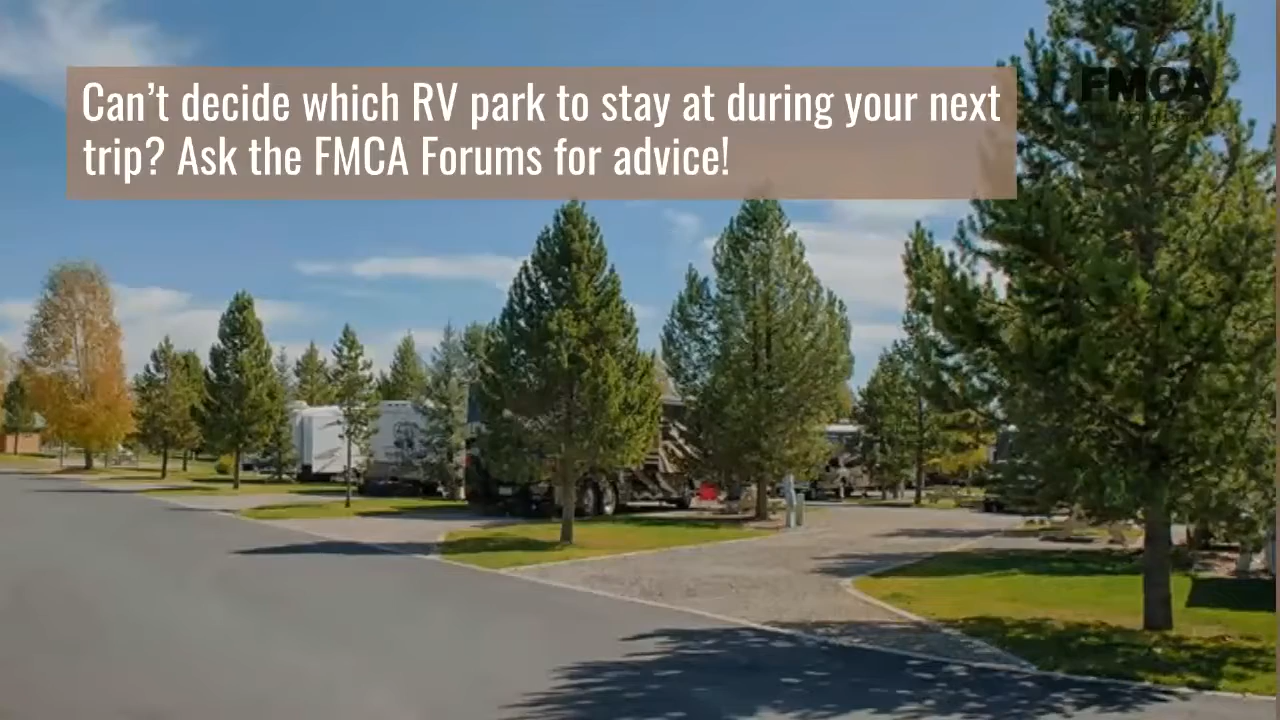 Can't decide which RV park to stay at during your next
trip? Ask the FMCA Forums for advice!
FMCA